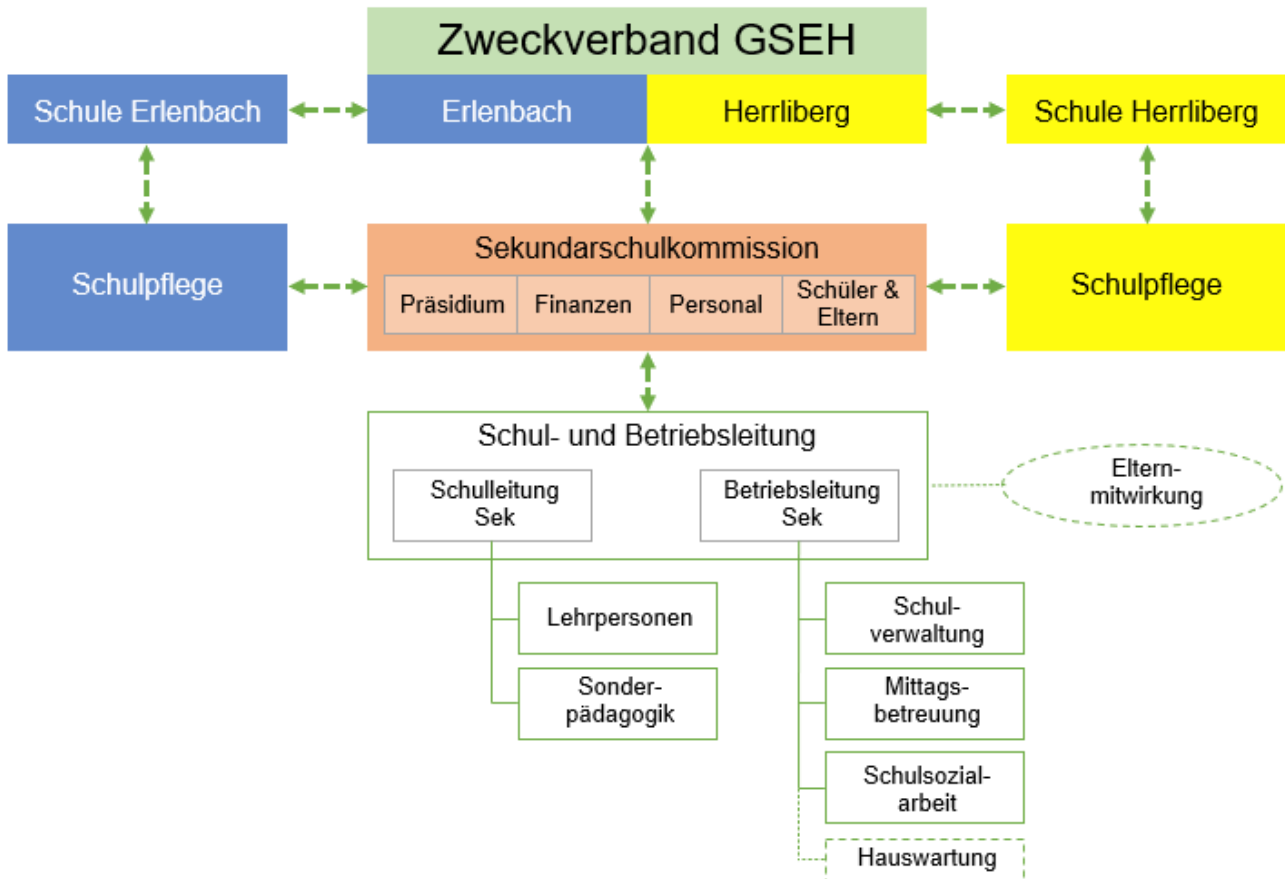 Zweckverband GSEH
Schule Erlenbach
Erlenbach
Herrliberg
Schule Herrliberg
Schulpflege
Sekundarschulkommission
Präsidium
Finanzen
Personal
Schüler &
Eltern
Schulpflege
Schul- und Betriebsleitung
Schulleitung
Sek
Betriebsleitung
Sek
Eltern-
mitwirkung
Lehrpersonen
Sonder-
pädagogik
Schul-
verwaltung
Mittags-
betreuung
Schulsozial-
arbeit
Hauswartung